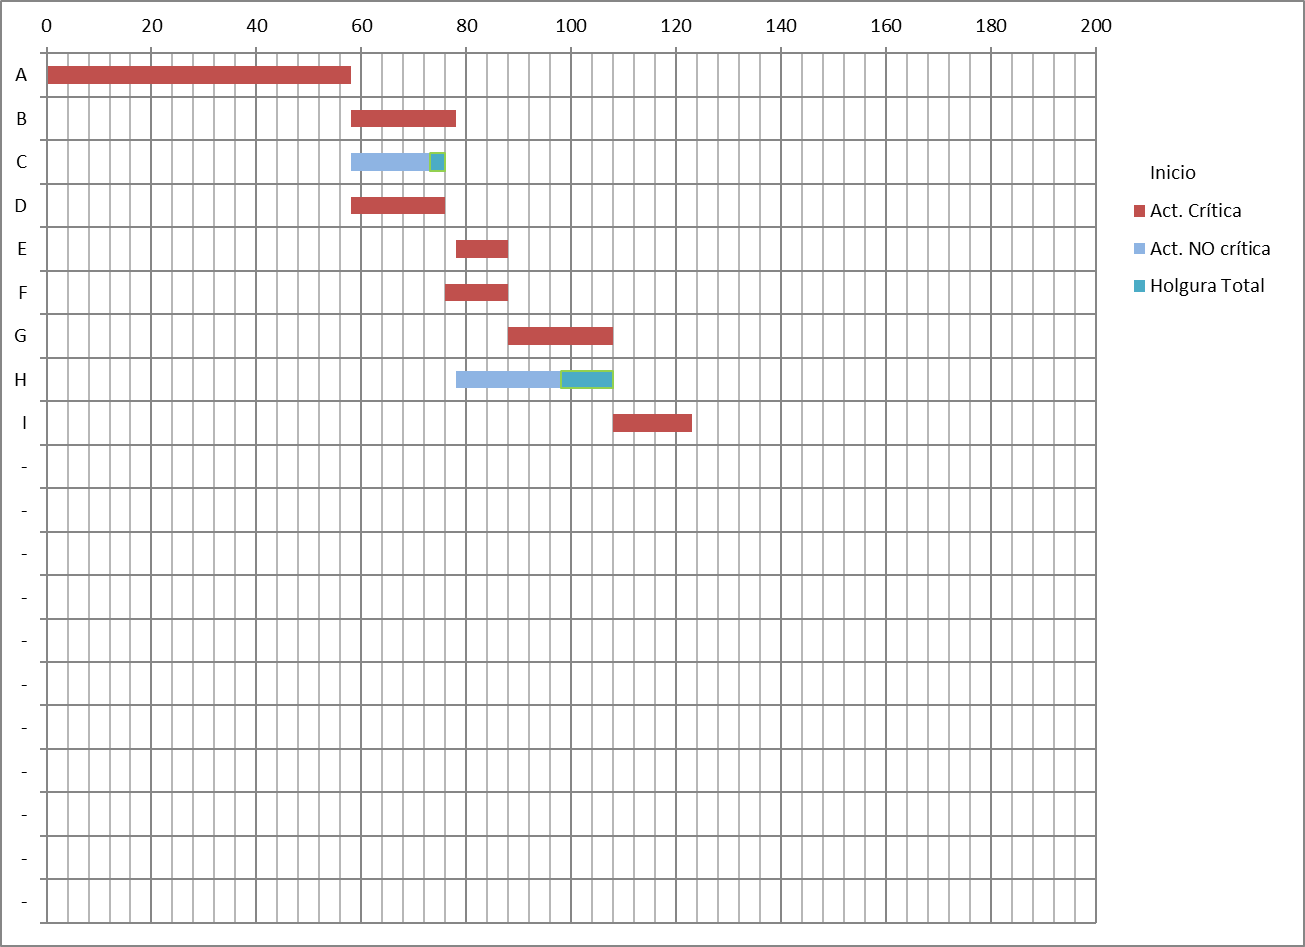 0 20 40 60 80 100 120 140 160 180 200
A
B
C
D
E
F
G
H
I
-
-
-
-
-
-
-
-
-
-
-
Inicio
Act. Crítica
Act. NO crítica
Holgura Total